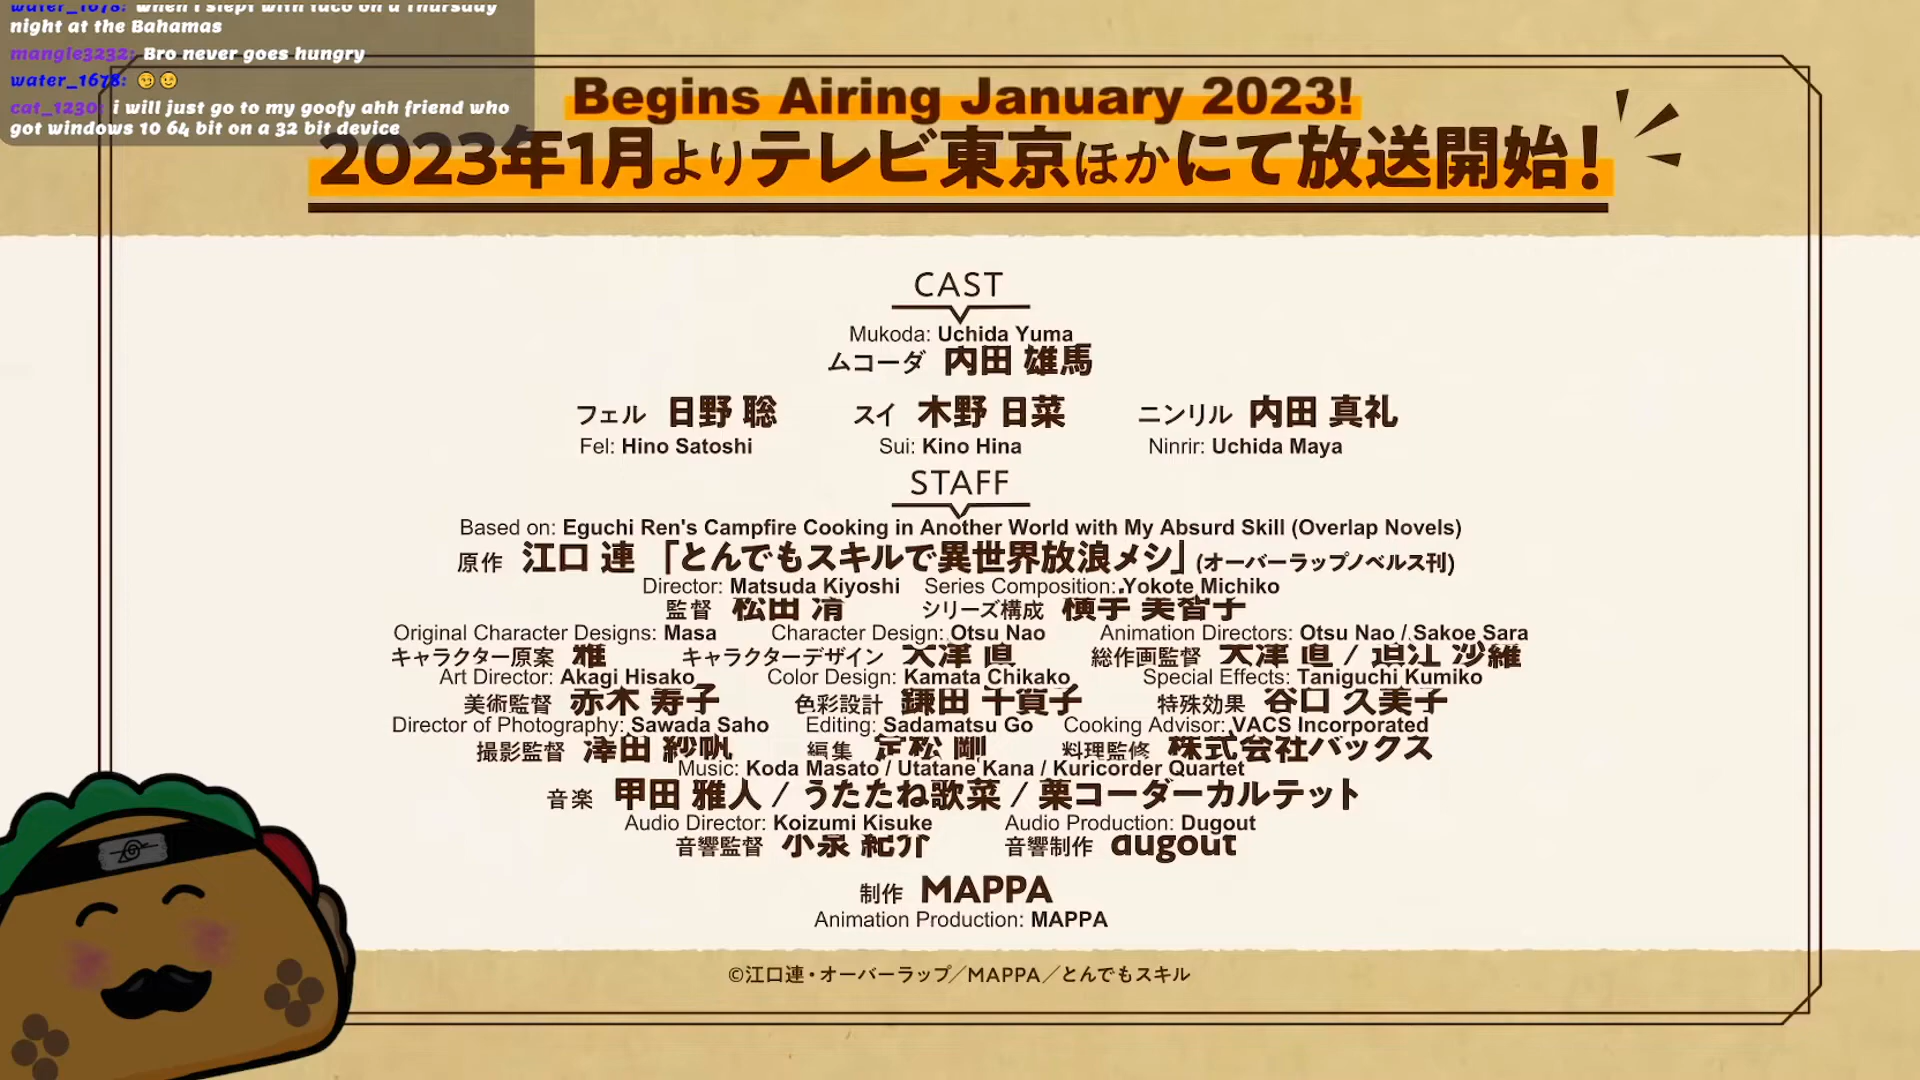 water_1678: when i slept with taco on a Thursday
night at the Bahamas
mangle3232: Bro never goes hungry
water_1678: 😏😉
cat_1230: i will just go to my goofy ahh friend who
got windows 10 64 bit on a 32 bit device
Begins Airing January 2023!
2023年1月よりテレビ東京ほかにて放送開始!
CAST
Mukoda: Uchida Yuma
ムコーダ 内田 雄馬
フェル 日野 聡 スイ 木野 日菜 ニンリル 内田 真礼
Fel: Hino Satoshi Sui: Kino Hina Ninrir: Uchida Maya
STAFF
Based on: Eguchi Ren's Campfire Cooking in Another World with My Absurd Skill (Overlap Novels)
原作 江口 連 「とんでもスキルで異世界放浪メシ」(オーバーラップノベルス刊)
Director: Matsuda Kiyoshi Series Composition: Yokote Michiko
監督 松田 清 シリーズ構成 横手 美智子
Original Character Designs: Masa Character Design: Otsu Nao Animation Directors: Otsu Nao / Sakoe Sara
キャラクター原案 雅 キャラクターデザイン 大津 直 総作画監督 大津 直 / 迫江 沙羅
Art Director: Akagi Hisako Color Design: Kamata Chikako Special Effects: Taniguchi Kumiko
美術監督 赤木 寿子 色彩設計 鎌田 千賀子 特殊効果 谷口 久美子
Director of Photography: Sawada Saho Editing: Sadamatsu Go Cooking Advisor: VACS Incorporated
撮影監督 澤田 紗帆 編集 定松 剛 料理監修 株式会社バックス
Music: Koda Masato / Utatane Kana / Kuricorder Quartet
音楽 甲田 雅人 / うたたね歌菜 / 栗コーダーカルテット
Audio Director: Koizumi Kisuke Audio Production: Dugout
音響監督 小泉 紀介 音響制作 dugout
制作 MAPPA
Animation Production: MAPPA
©江口連・オーバーラップ/MAPPA/とんでもスキル